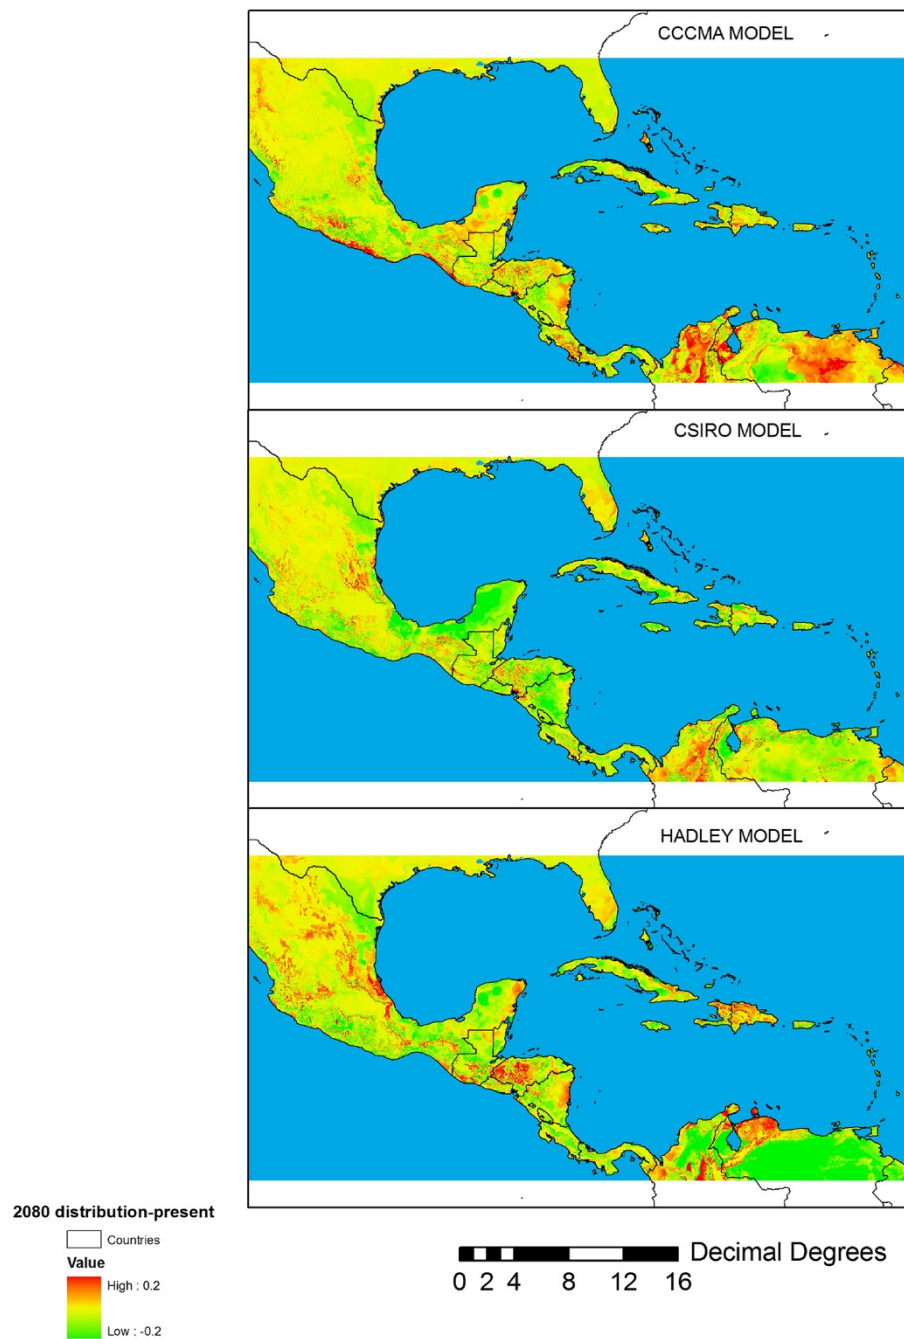 CCCMA MODEL
CSIRO MODEL
HADLEY MODEL
2080 distribution-present
Countries
Value
High : 0.2
Low : -0.2
Decimal Degrees
0 2 4 8 12 16